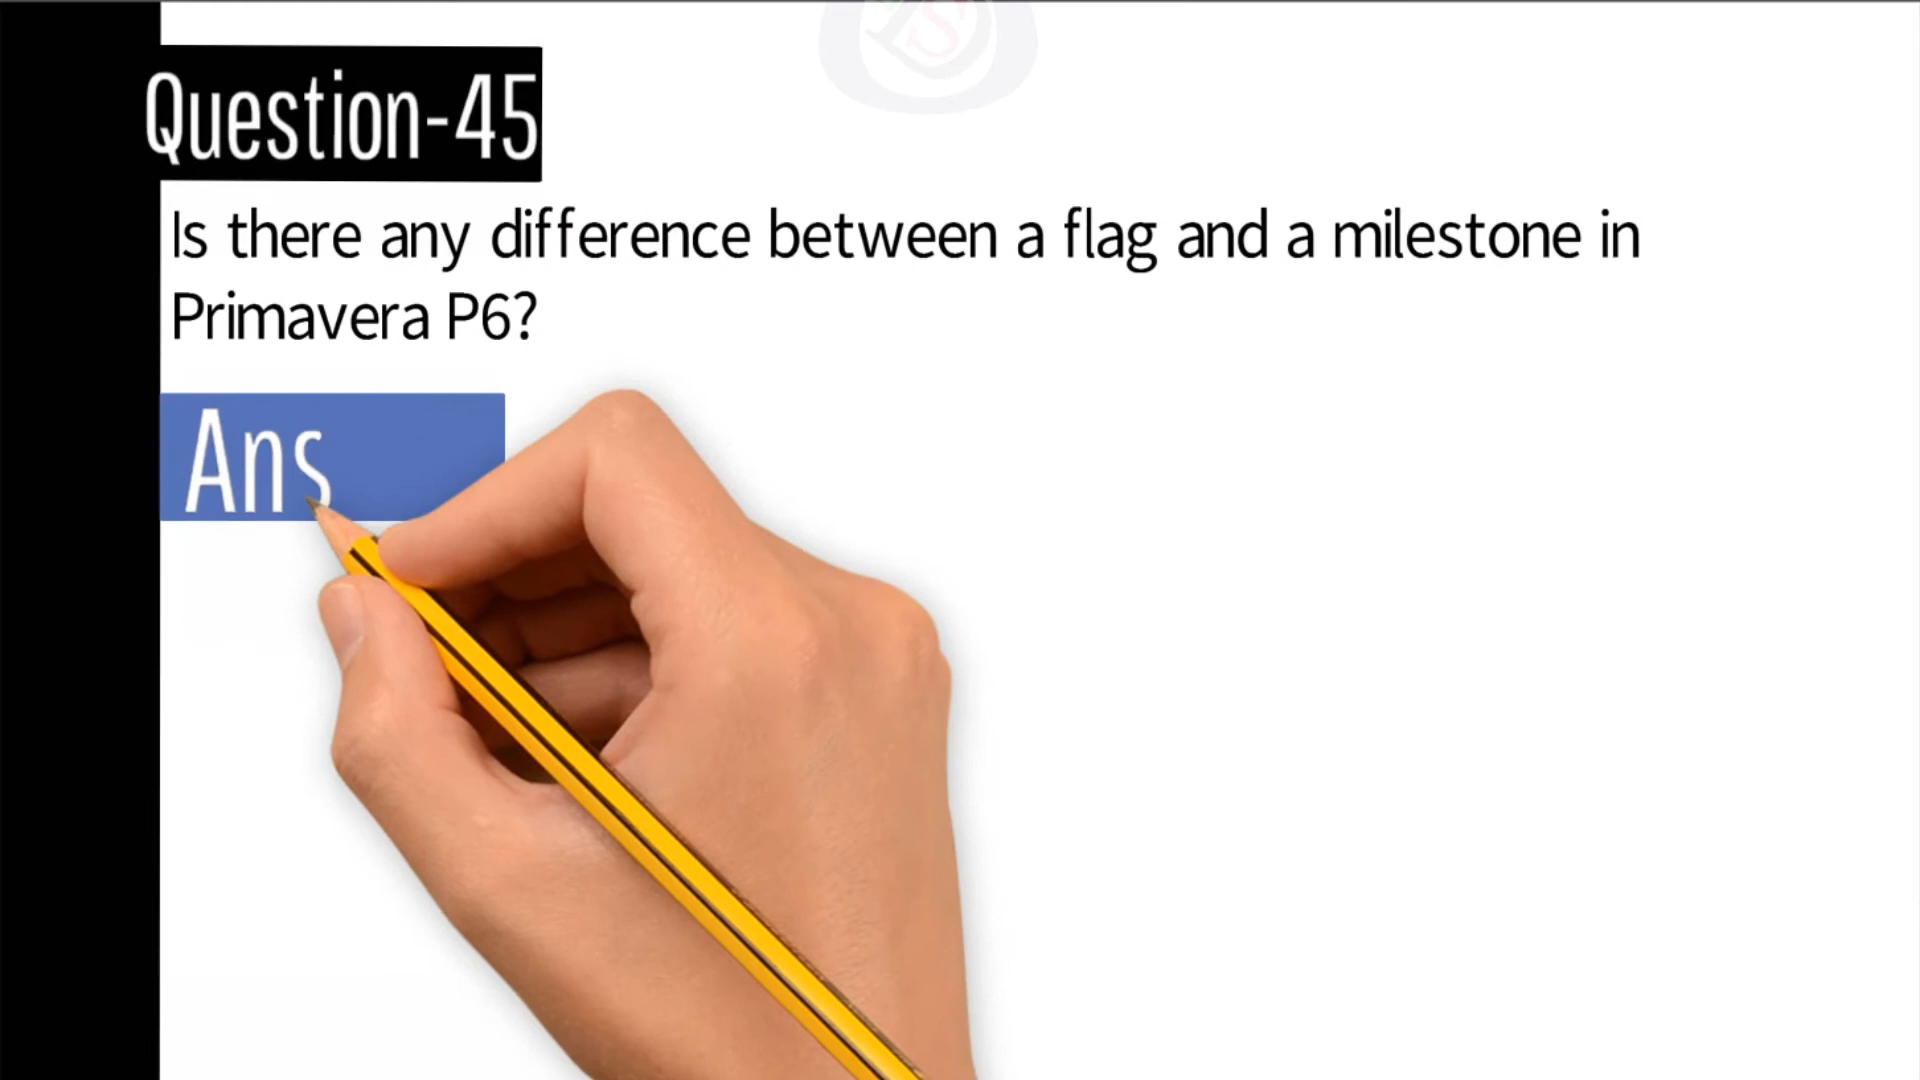 Question-45
Is there any difference between a flag and a milestone in
Primavera P6?
Ans